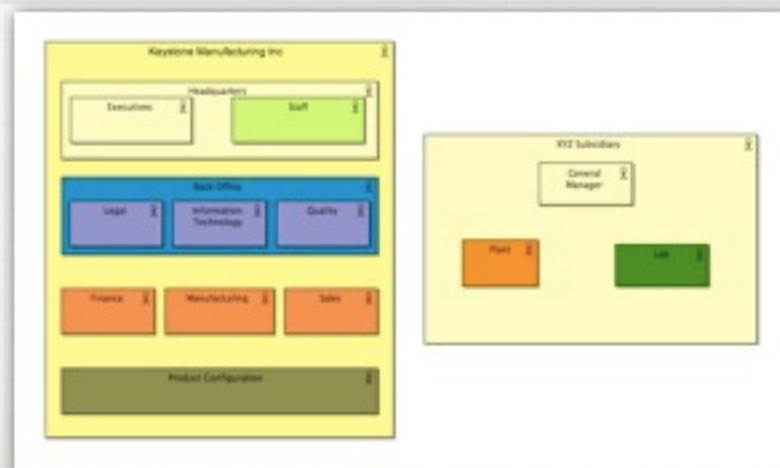 Keystone Manufacturing Inc
Headquarters
Executives
Staff
Back Office
Legal
Information
Technology
Quality
Finance
Manufacturing
Sales
Product Configuration
XYZ Subsidiary
General
Manager
Plant
Lab